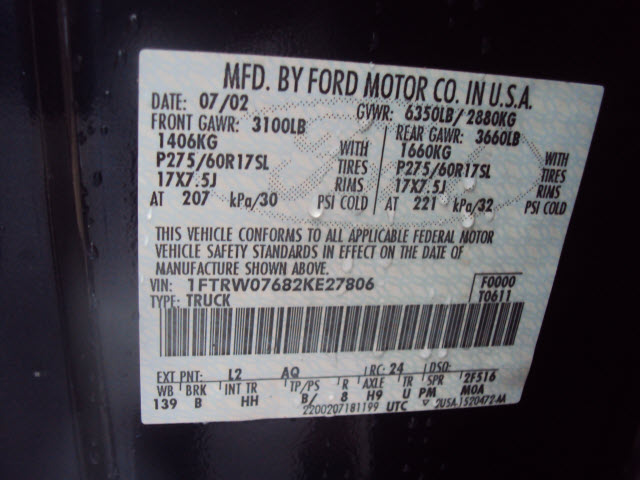 MFD. BY FORD MOTOR CO. IN U.S.A.
DATE: 07/02 GVWR: 6350LB/ 2880KG
FRONT GAWR: 3100LB REAR GAWR: 3660LB
1406KG WITH 1660KG WITH
P275/60R17SL TIRES P275/60R17SL TIRES
17X7.5J RIMS 17X7.5J RIMS
AT 207 kPa/30 PSI COLD AT 221 kPa/32 PSI COLD
THIS VEHICLE CONFORMS TO ALL APPLICABLE FEDERAL MOTOR
VEHICLE SAFETY STANDARDS IN EFFECT ON THE DATE OF
MANUFACTURE SHOWN ABOVE.
VIN: 1FTRW07682KE27806 F0000
TYPE: TRUCK T0611
EXT PNT: L2 AQ RC: 24 DSO:
WB BRK INT TR TP/PS R AXLE TR SPR 2F516
139 B HH B/ 8 H9 U PM MOA
2200207181199 UTC